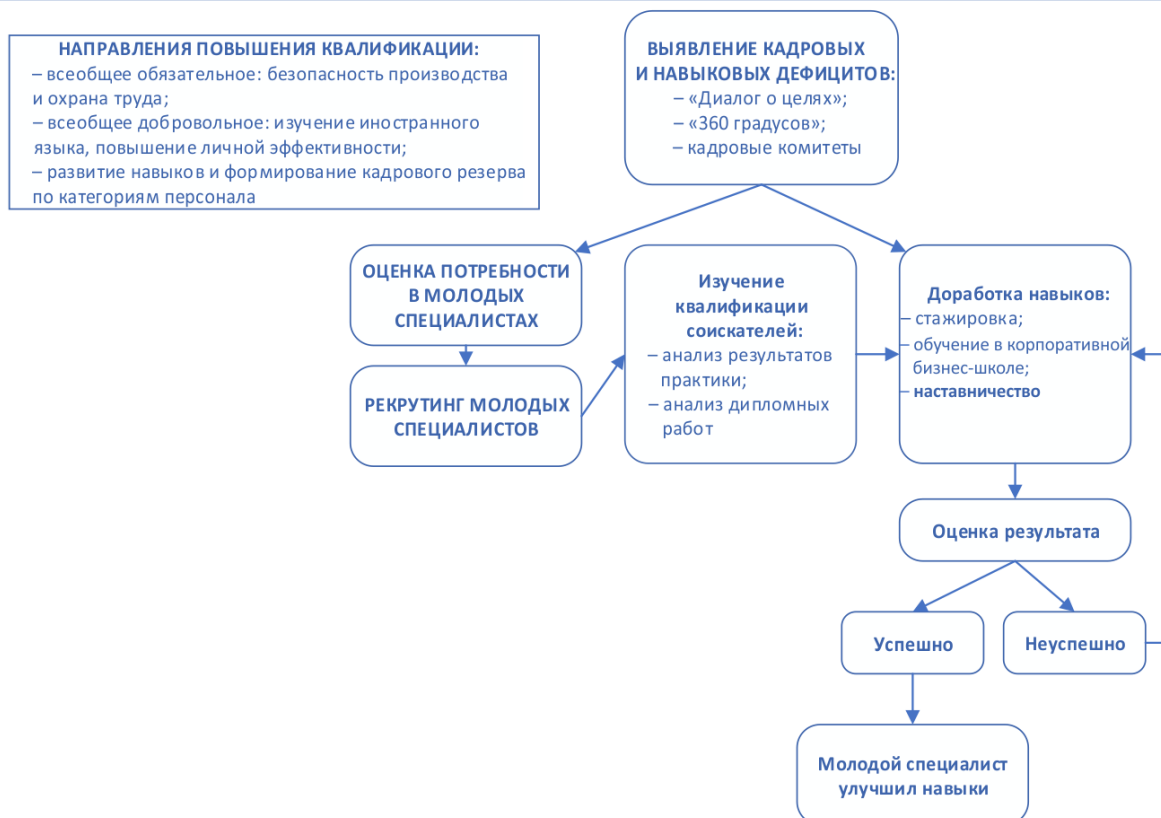 НАПРАВЛЕНИЯ ПОВЫШЕНИЯ КВАЛИФИКАЦИИ:
– всеобщее обязательное: безопасность производства
и охрана труда;
– всеобщее добровольное: изучение иностранного
языка, повышение личной эффективности;
– развитие навыков и формирование кадрового резерва
по категориям персонала
ВЫЯВЛЕНИЕ КАДРОВЫХ
И НАВЫКОВЫХ ДЕФИЦИТОВ:
– «Диалог о целях»;
– «360 градусов»;
– кадровые комитеты
ОЦЕНКА ПОТРЕБНОСТИ
В МОЛОДЫХ
СПЕЦИАЛИСТАХ
РЕКРУТИНГ МОЛОДЫХ
СПЕЦИАЛИСТОВ
Изучение
квалификации
соискателей:
– анализ результатов
практики;
– анализ дипломных
работ
Доработка навыков:
– стажировка;
– обучение в корпоративной
бизнес-школе;
– наставничество
Оценка результата
Успешно
Неуспешно
Молодой специалист
улучшил навыки